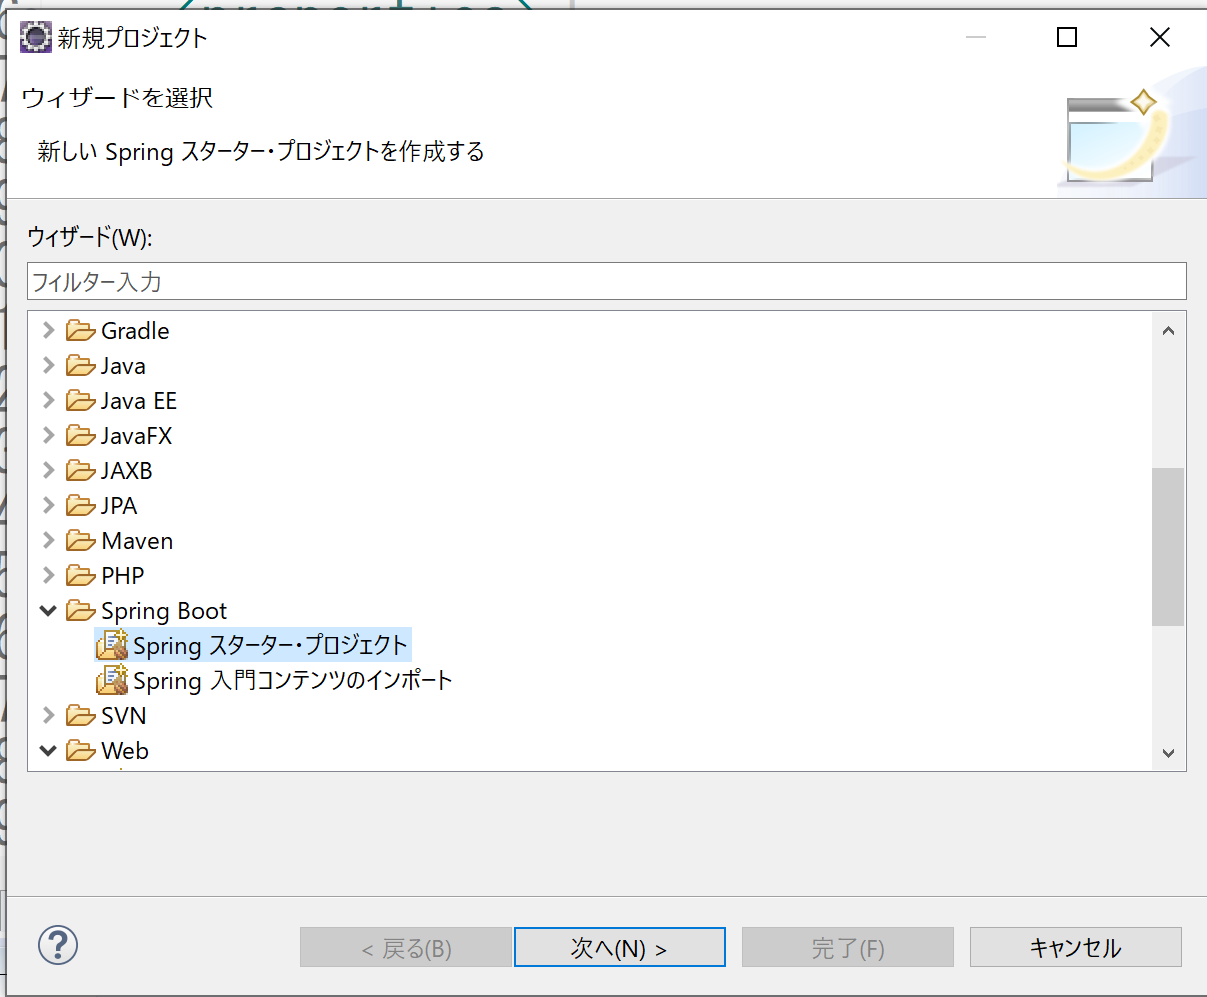 新規プロジェクト
ウィザードを選択
新しい Spring スターター・プロジェクトを作成する
ウィザード(W):
フィルター入力
Gradle
Java
Java EE
JavaFX
JAXB
JPA
Maven
PHP
Spring Boot
Spring スターター・プロジェクト
Spring 入門コンテンツのインポート
SVN
Web
< 戻る(B)
次へ(N) >
完了(F)
キャンセル